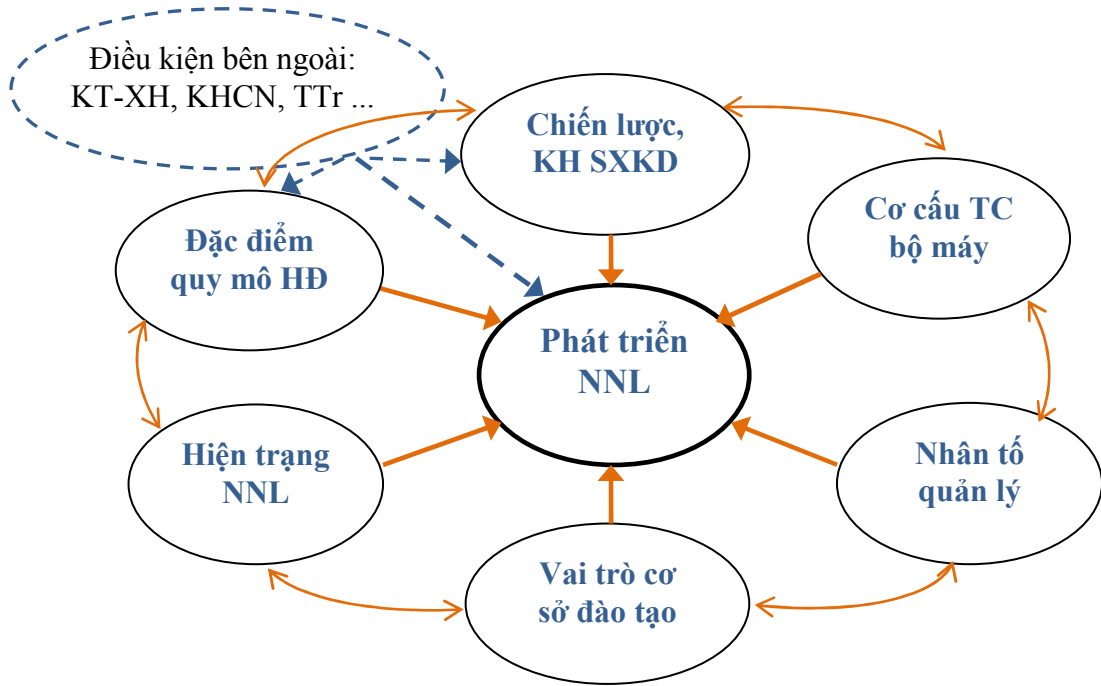 Điều kiện bên ngoài:
KT-XH, KHCN, TTr ...
Chiến lược,
KH SXKD
Cơ cấu TC
bộ máy
Đặc điểm
quy mô HĐ
Phát triển
NNL
Hiện trạng
NNL
Nhân tố
quản lý
Vai trò cơ
sở đào tạo